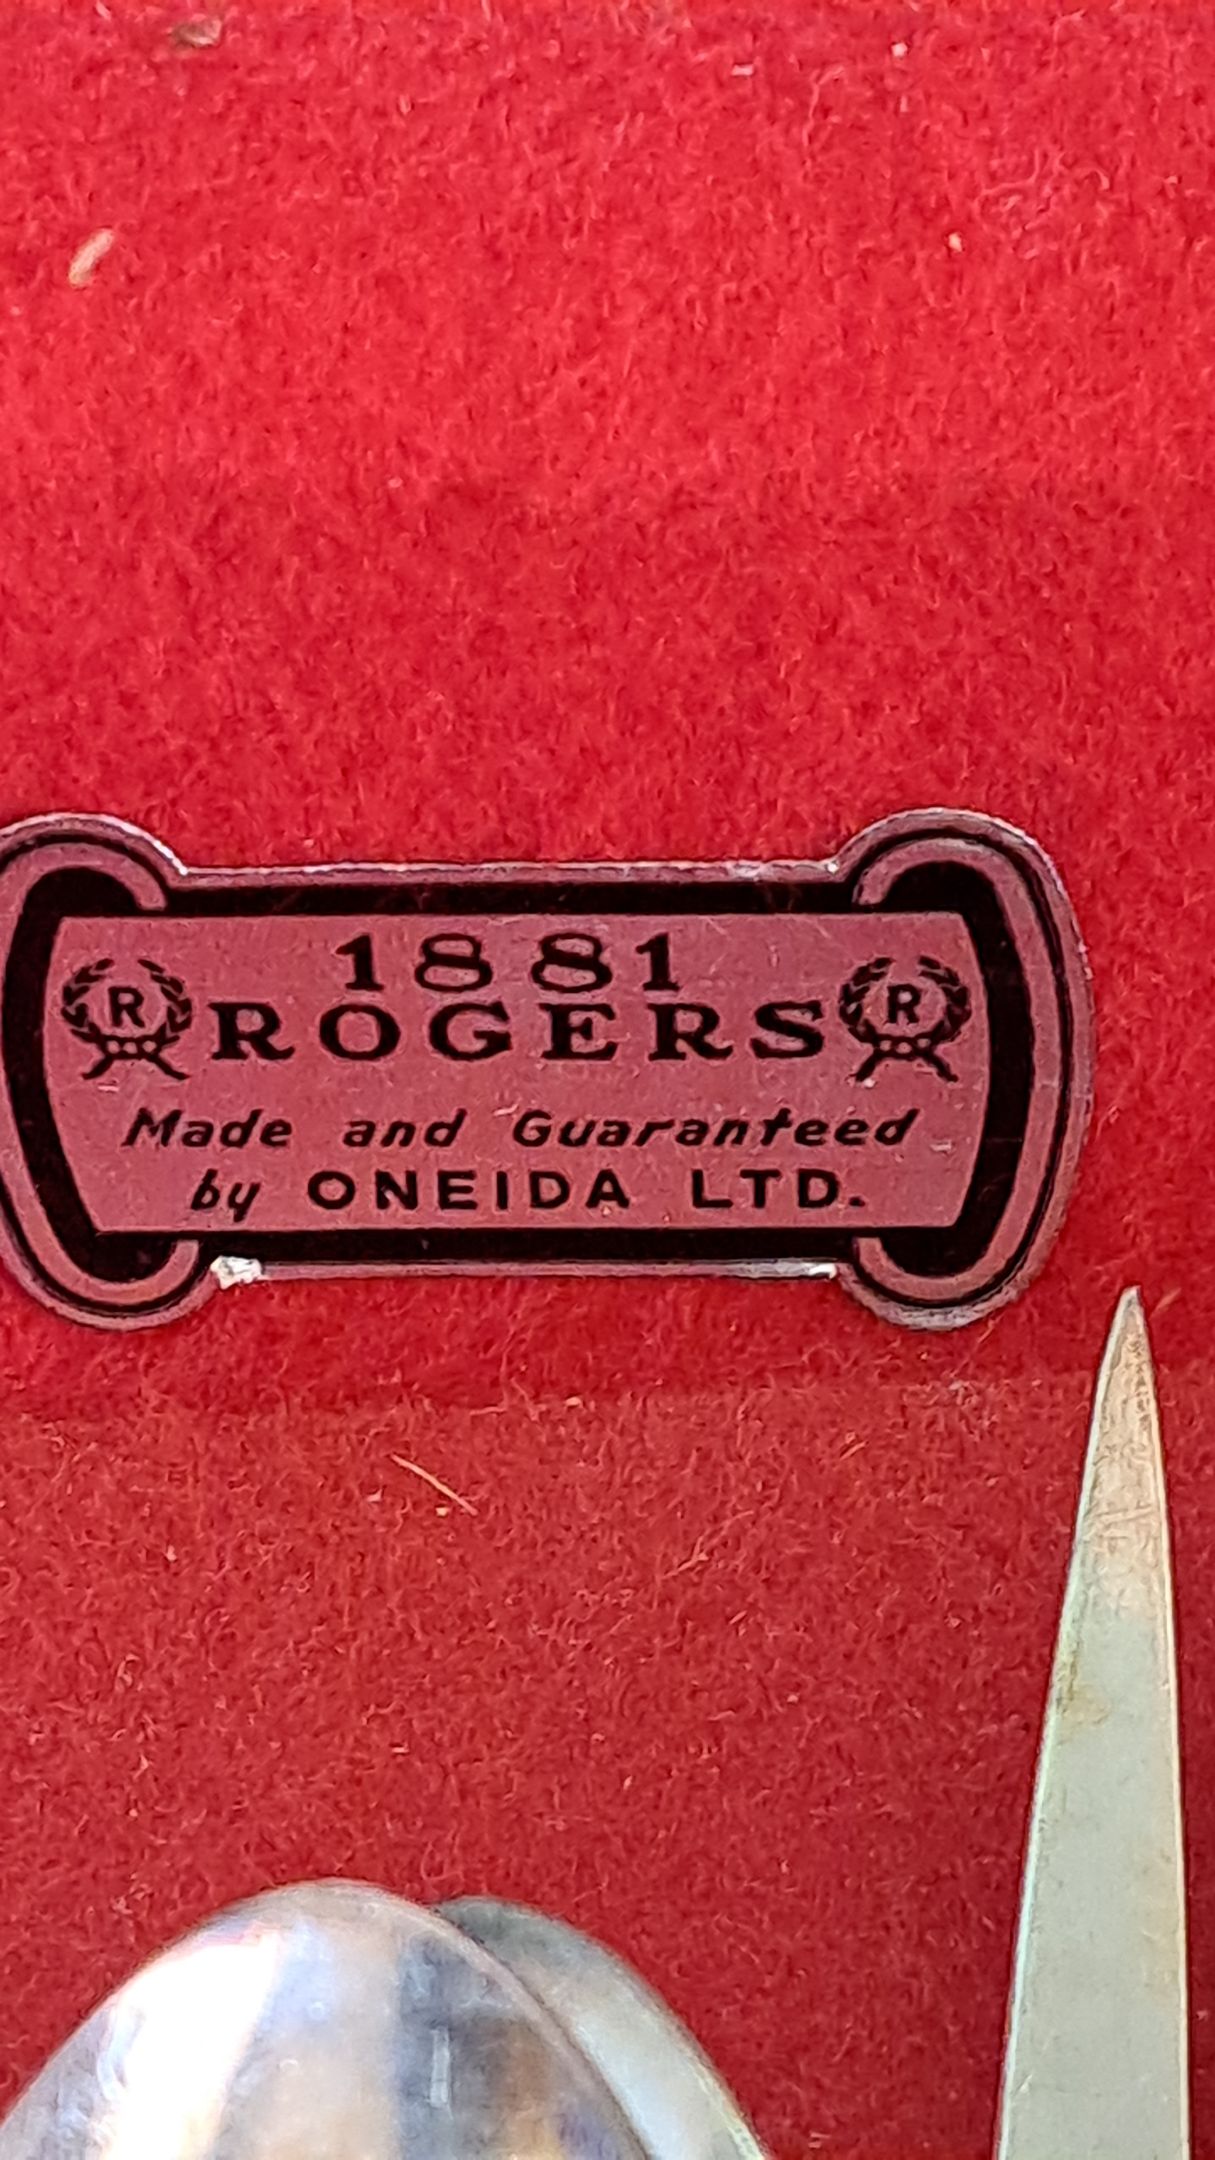 1881
R ROGERS R
Made and Guaranteed
by ONEIDA LTD.